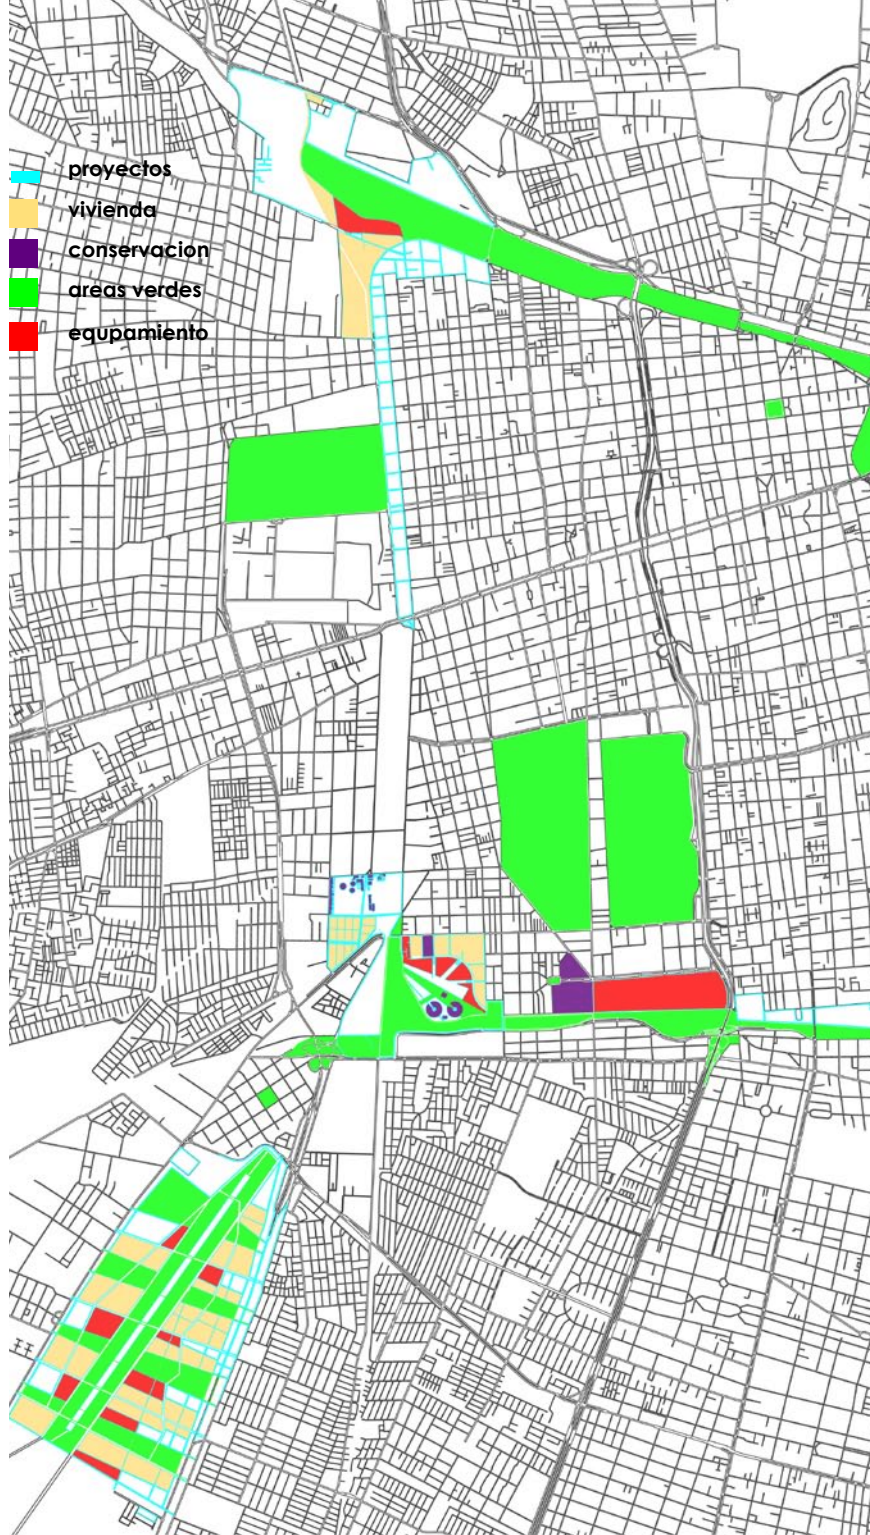 proyectos
vivienda
conservacion
areas verdes
equpamiento